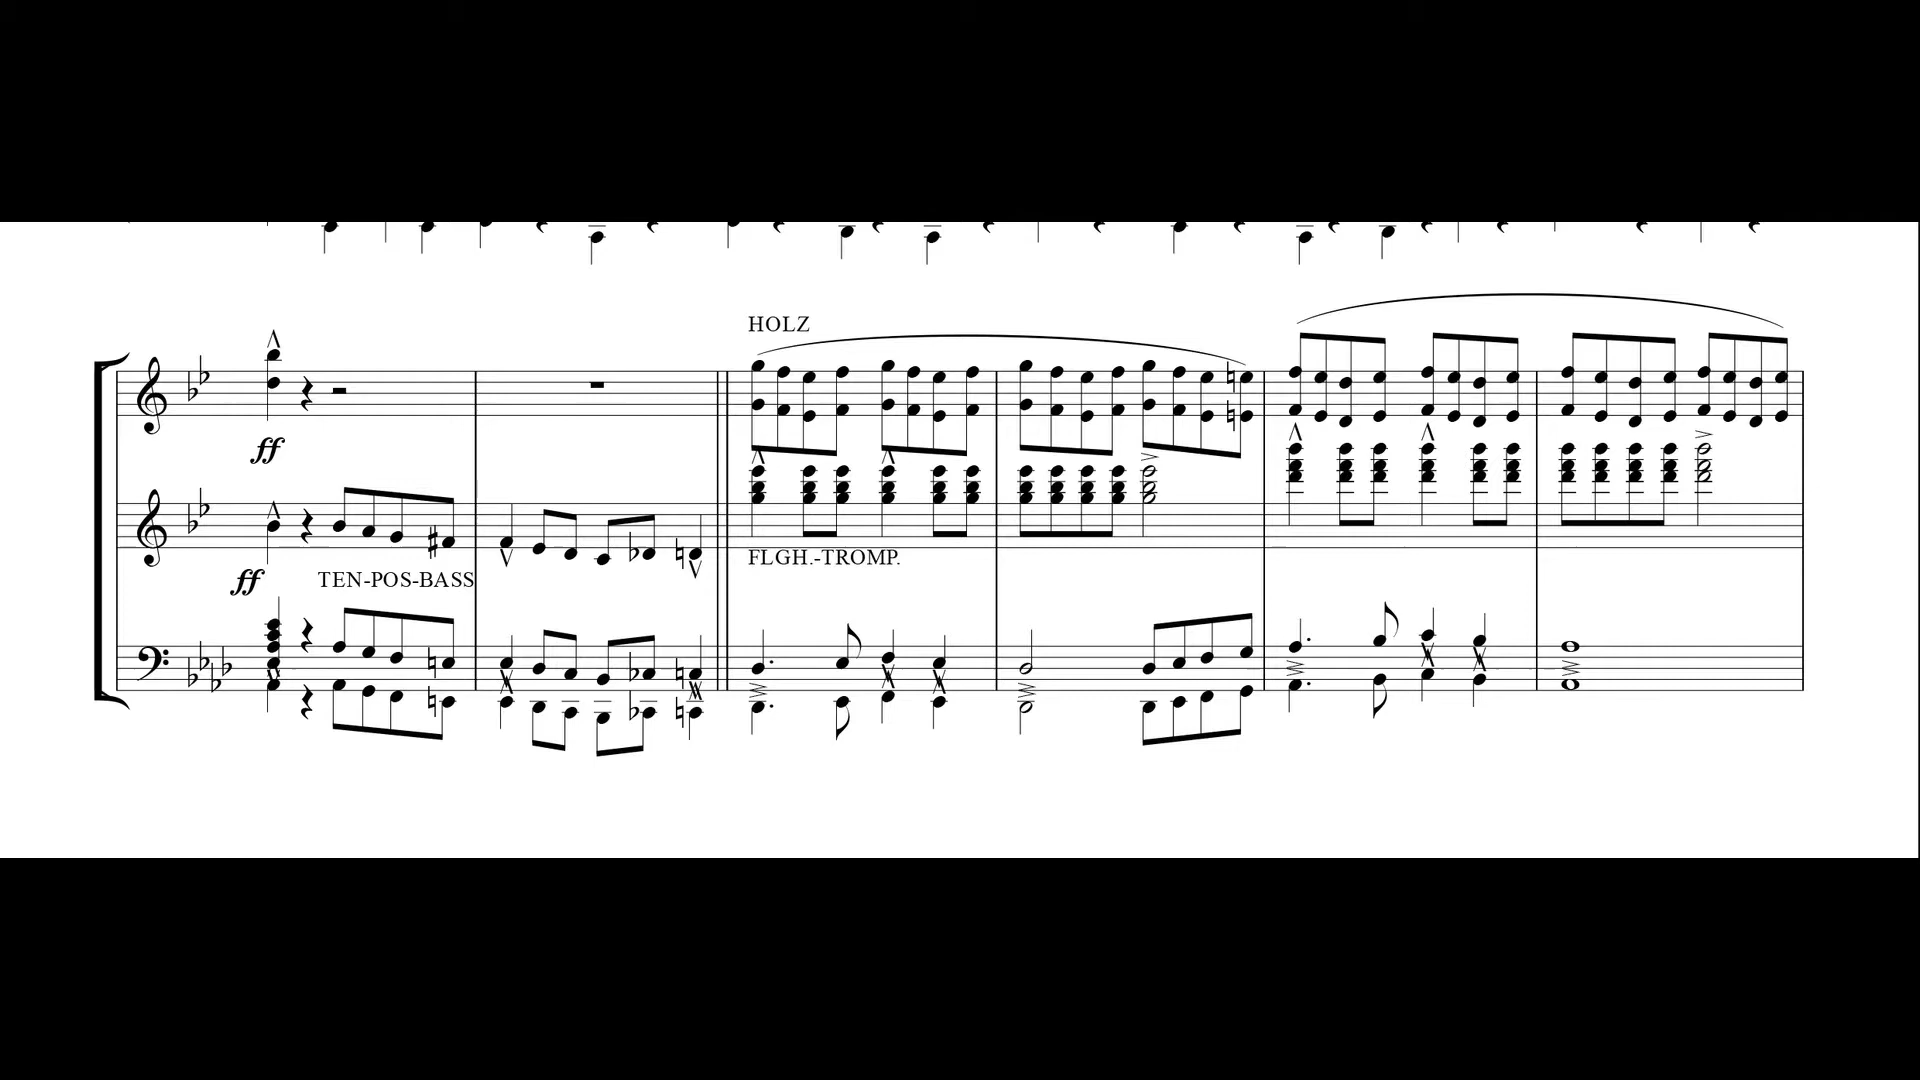 HOLZ
ff
ff
TEN-POS-BASS
FLGH.-TROMP.